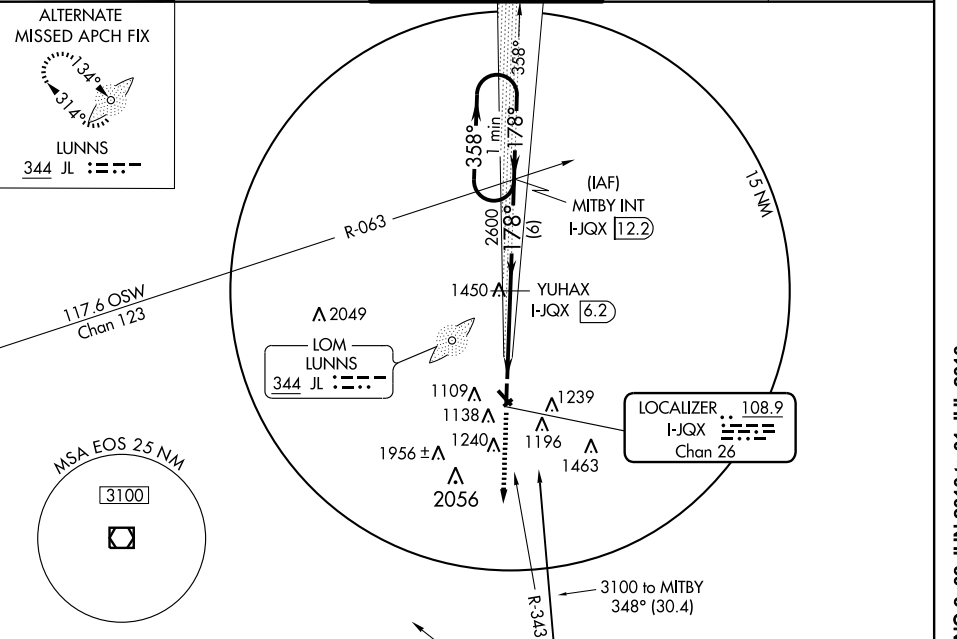 ALTERNATE
MISSED APCH FIX
134°
314°
LUNNS
344 JL
358°
358°
1 min
178°
(IAF)
MITBY INT
I-JQX 12.2
15 NM
R-063
2600
178°
(6)
117.6 OSW
Chan 123
1450
YUHAX
I-JQX 6.2
2049
LOM
LUNNS
344 JL
1109
1239
1138
1240
1196
1956 ±
1463
2056
LOCALIZER 108.9
I-JQX
Chan 26
MSA EOS 25 NM
3100
3100 to MITBY
348° (30.4)
R-343